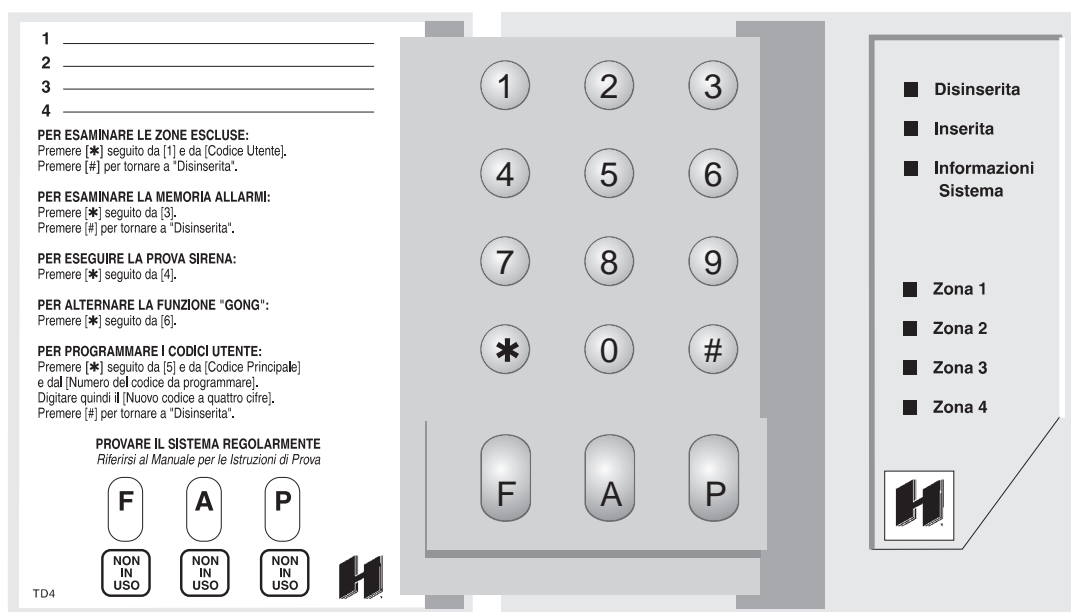 1
2
3
4
PER ESAMINARE LE ZONE ESCLUSE:
Premere [✱] seguito da [1] e da [Codice Utente].
Premere [#] per tornare a "Disinserita".
PER ESAMINARE LA MEMORIA ALLARMI:
Premere [✱] seguito da [3].
Premere [#] per tornare a "Disinserita".
PER ESEGUIRE LA PROVA SIRENA:
Premere [✱] seguito da [4].
PER ALTERNARE LA FUNZIONE "GONG":
Premere [✱] seguito da [6].
PER PROGRAMMARE I CODICI UTENTE:
Premere [✱] seguito da [5] e da [Codice Principale]
e dal [Numero del codice da programmare].
Digitare quindi il [Nuovo codice a quattro cifre].
Premere [#] per tornare a "Disinserita".
PROVARE IL SISTEMA REGOLARMENTE
Riferirsi al Manuale per le Istruzioni di Prova
F A P
NON IN USO
NON IN USO
NON IN USO
TD4
1 2 3
4 5 6
7 8 9
✱ 0 #
F A P
Disinserita
Inserita
Informazioni
Sistema
Zona 1
Zona 2
Zona 3
Zona 4